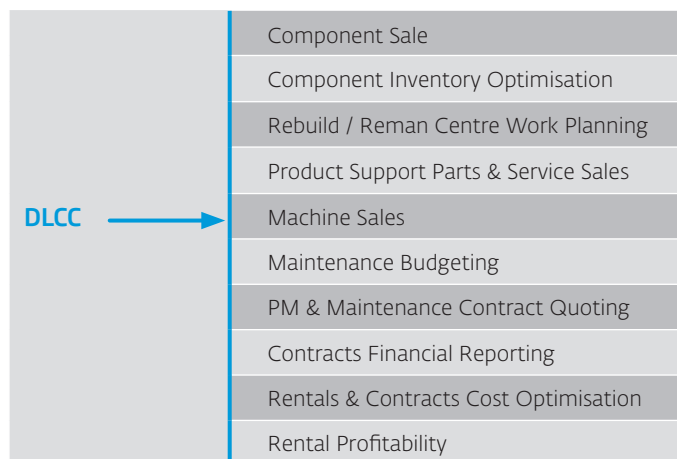 Component Sale
Component Inventory Optimisation
Rebuild / Reman Centre Work Planning
Product Support Parts & Service Sales
DLCC
Machine Sales
Maintenance Budgeting
PM & Maintenance Contract Quoting
Contracts Financial Reporting
Rentals & Contracts Cost Optimisation
Rental Profitability